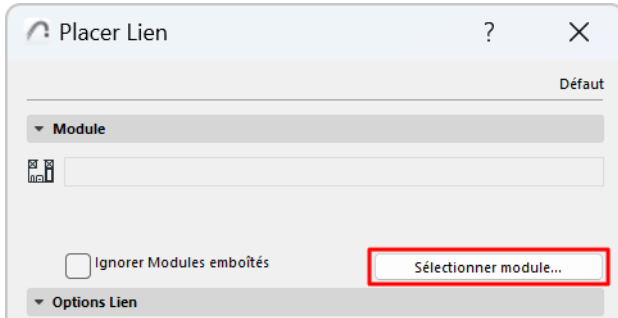 Placer Lien ?
Défaut
Module
Ignorer Modules emboîtés
Sélectionner module...
Options Lien